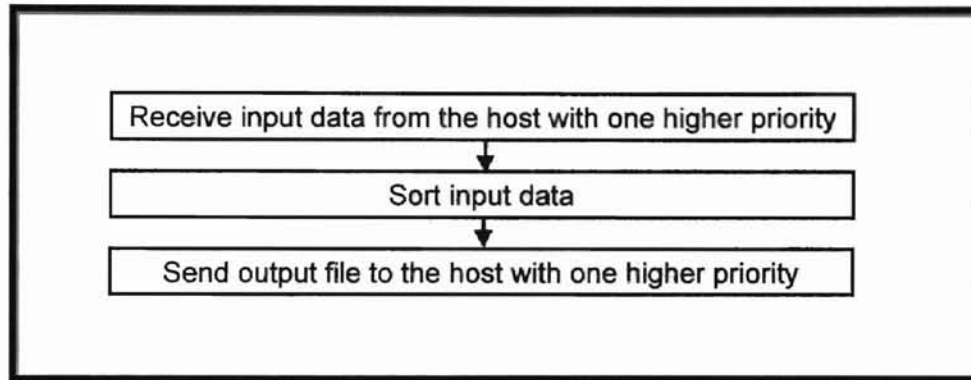 Receive input data from the host with one higher priority
Sort input data
Send output file to the host with one higher priority